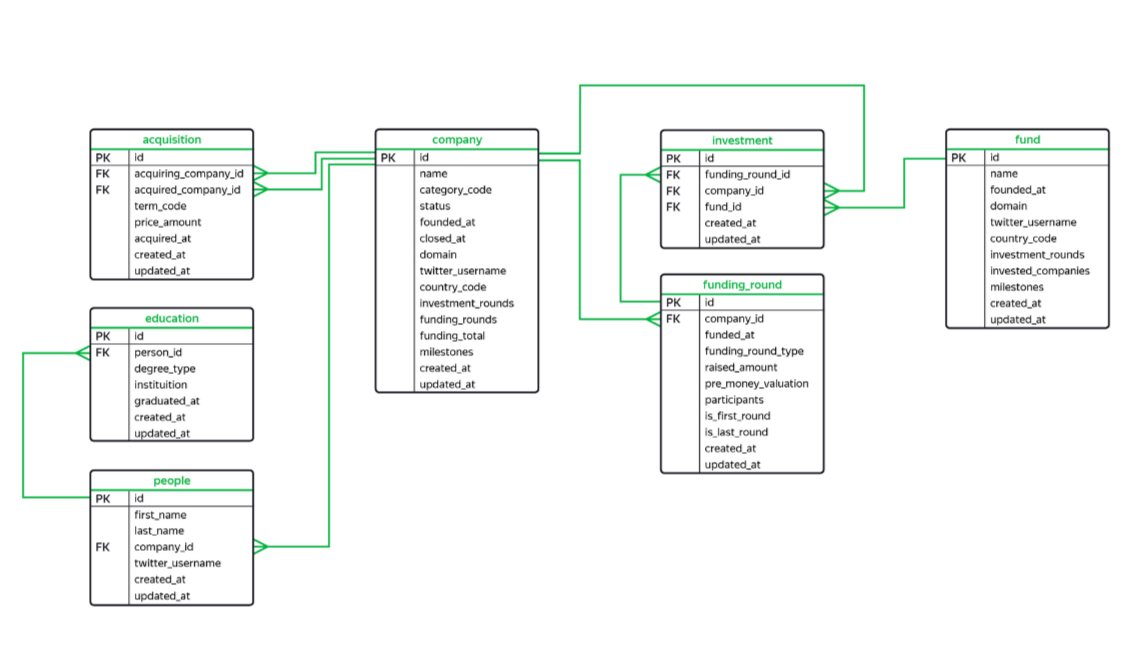 acquisition
PK id
FK acquiring_company_id
FK acquired_company_id
term_code
price_amount
acquired_at
created_at
updated_at
education
PK id
FK person_id
degree_type
instituition
graduated_at
created_at
updated_at
people
PK id
first_name
last_name
FK company_id
twitter_username
created_at
updated_at
company
PK id
name
category_code
status
founded_at
closed_at
domain
twitter_username
country_code
investment_rounds
funding_rounds
funding_total
milestones
created_at
updated_at
investment
PK id
FK funding_round_id
FK company_id
FK fund_id
created_at
updated_at
funding_round
PK id
FK company_id
funded_at
funding_round_type
raised_amount
pre_money_valuation
participants
is_first_round
is_last_round
created_at
updated_at
fund
PK id
name
founded_at
domain
twitter_username
country_code
investment_rounds
invested_companies
milestones
created_at
updated_at